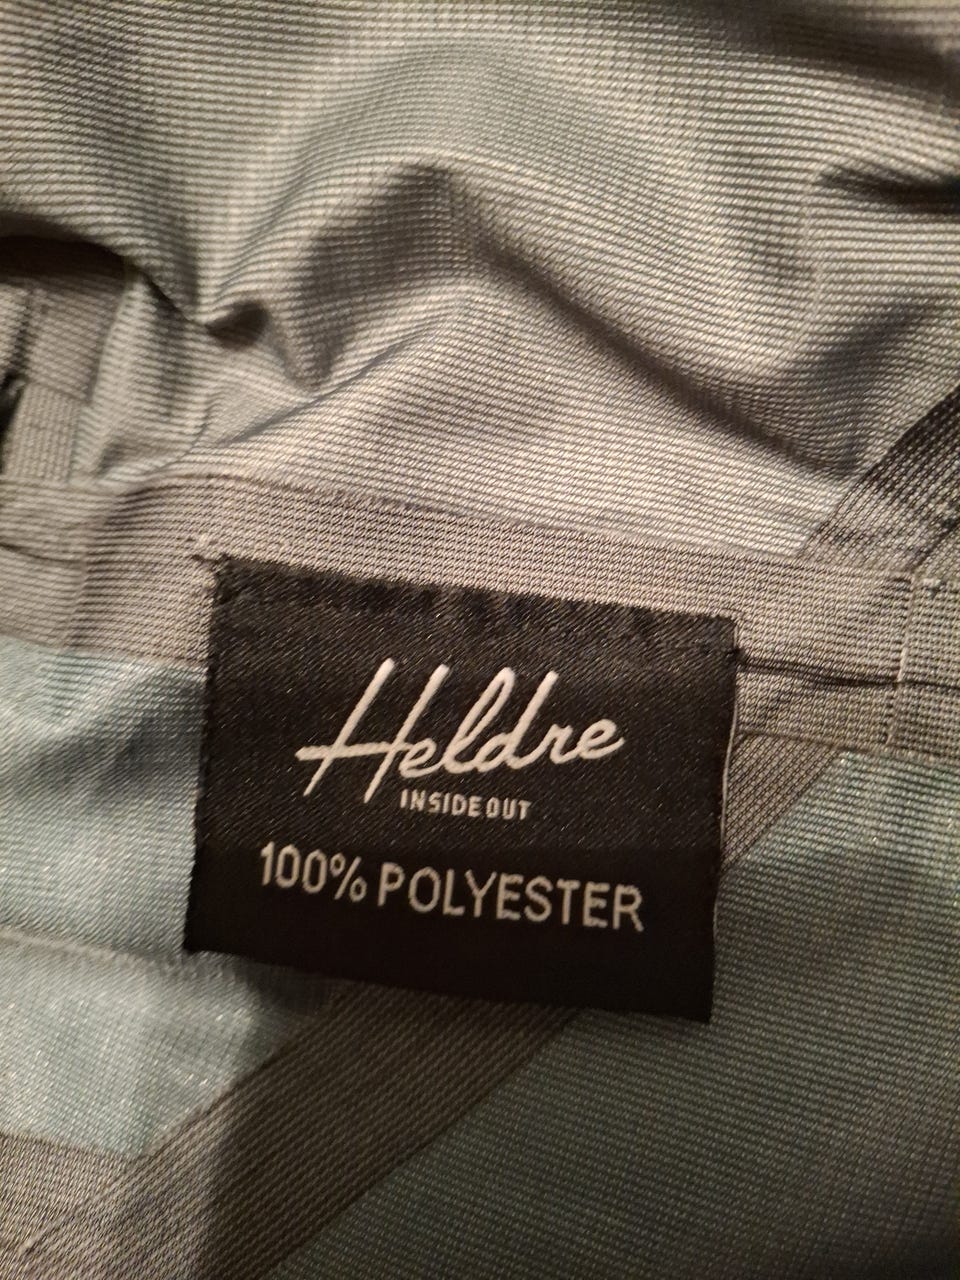 Heldre
INSIDE OUT
100% POLYESTER